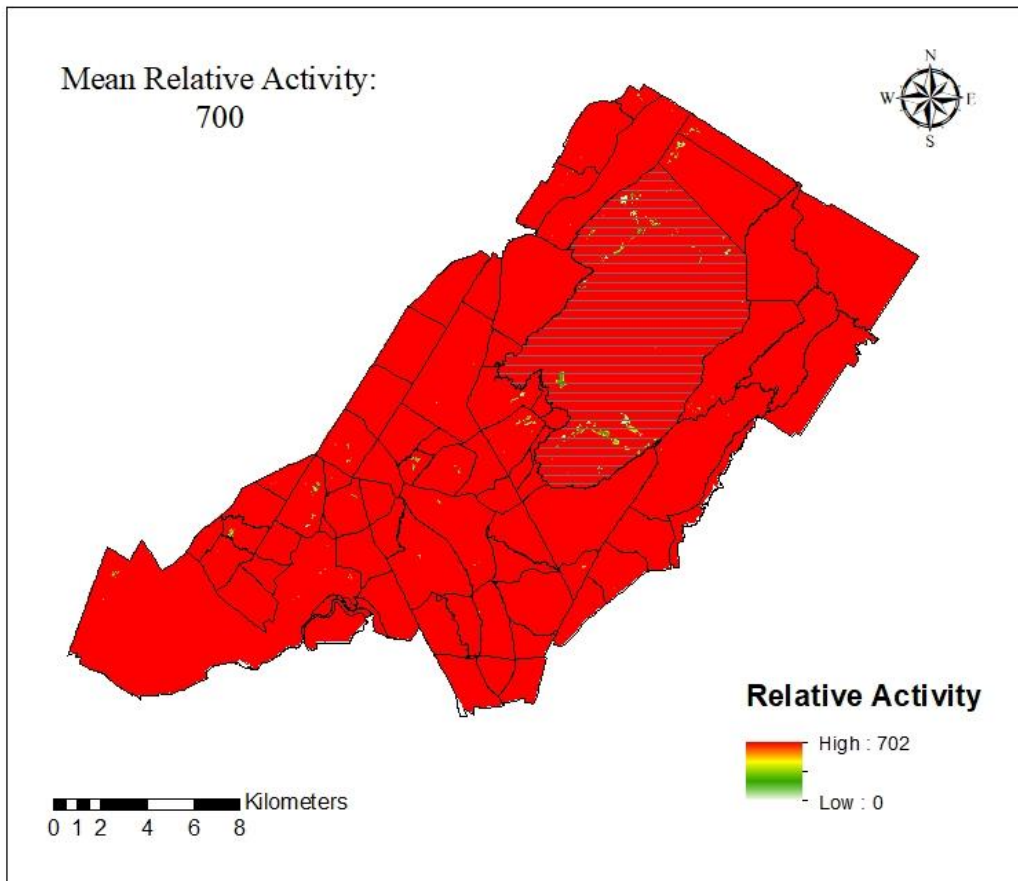 Mean Relative Activity:
700
N
W
E
S
Relative Activity
High : 702
Low : 0
Kilometers
0 1 2 4 6 8